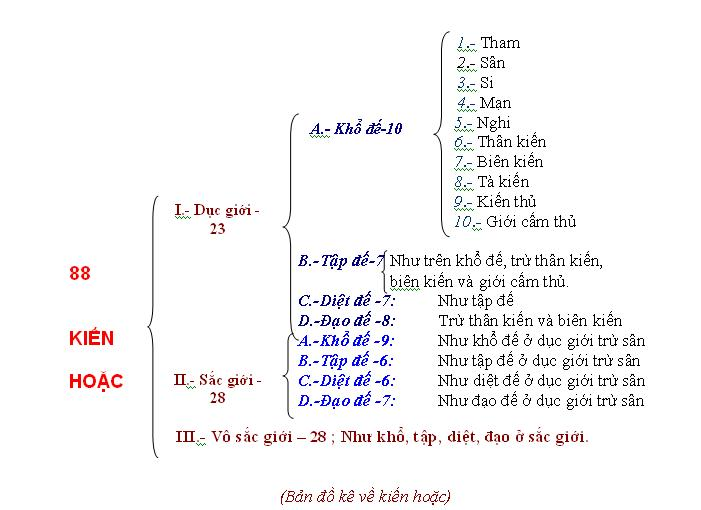 1.- Tham
2.- Sân
3.- Si
4.- Mạn
A.- Khổ đế-10
5.- Nghi
6.- Thân kiến
7.- Biên kiến
8.- Tà kiến
9.- Kiến thủ
10.- Giới cấm thủ
I.- Dục giới -
23
B.-Tập đế-7 Như trên khổ đế, trừ thân kiến,
biên kiến và giới cấm thủ.
88
C.-Diệt đế -7: Như tập đế
D.-Đạo đế -8: Trừ thân kiến và biên kiến
KIẾN
A.-Khổ đế -9: Như khổ đế ở dục giới trừ sân
B.-Tập đế -6: Như tập đế ở dục giới trừ sân
HOẶC
II.- Sắc giới -
28
C.-Diệt đế -6: Như diệt đế ở dục giới trừ sân
D.-Đạo đế -7: Như đạo đế ở dục giới trừ sân
III.- Vô sắc giới – 28 ; Như khổ, tập, diệt, đạo ở sắc giới.
(Bản đồ kê về kiến hoặc)